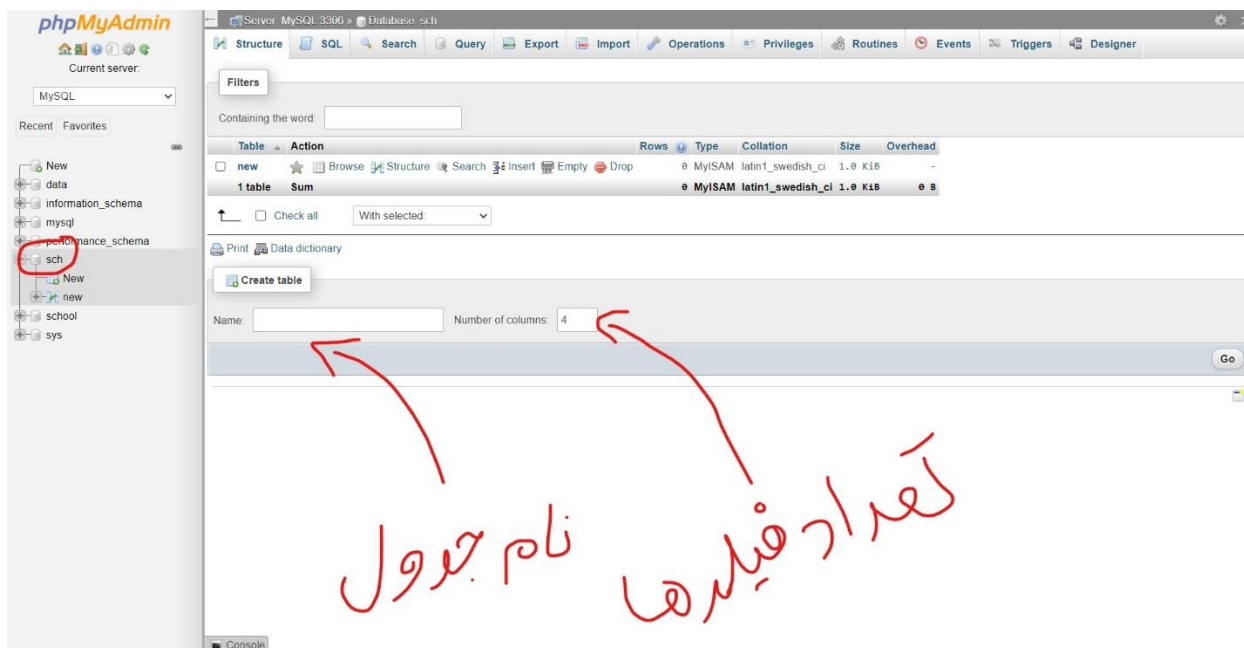 phpMyAdmin
Current server:
MySQL
Recent Favorites
New
data
information_schema
mysql
performance_schema
sch
New
new
school
sys
Server: MySQL:3306 » Database: sch
Structure SQL Search Query Export Import Operations Privileges Routines Events Triggers Designer
Filters
Containing the word:
Table Action Rows Type Collation Size Overhead
new Browse Structure Search Insert Empty Drop 0 MyISAM latin1_swedish_ci 1.0 KiB -
1 table Sum 0 MyISAM latin1_swedish_ci 1.0 KiB 0 B
Check all With selected:
Print Data dictionary
Create table
Name: Number of columns: 4
Go
تعداد فیلدها
نام جدول
Console